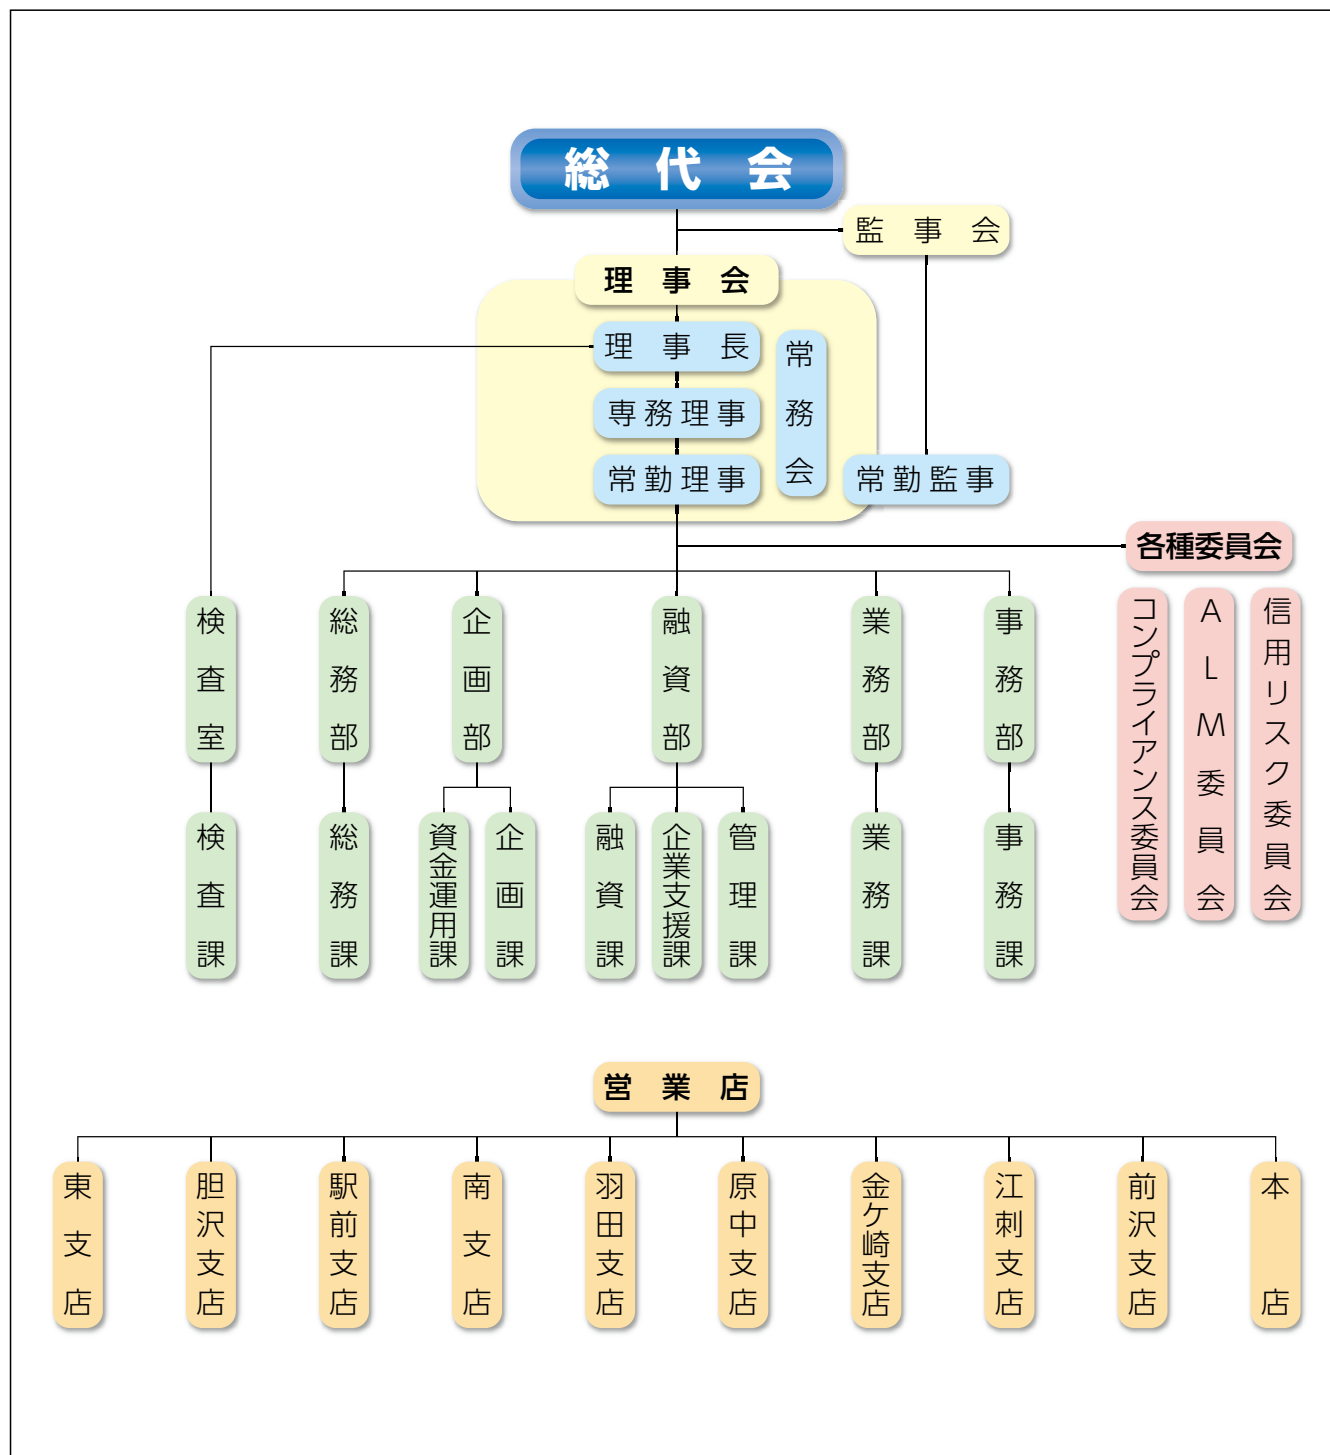 総代会
監事会
理事会
理事長
常務会
専務理事
常勤理事
常勤監事
各種委員会
検査室
総務部
企画部
融資部
業務部
事務部
コンプライアンス委員会
ALM委員会
信用リスク委員会
検査課
総務課
資金運用課
企画課
融資課
企業支援課
管理課
業務課
事務課
営業店
東支店
胆沢支店
駅前支店
南支店
羽田支店
原中支店
金ケ崎支店
江刺支店
前沢支店
本店